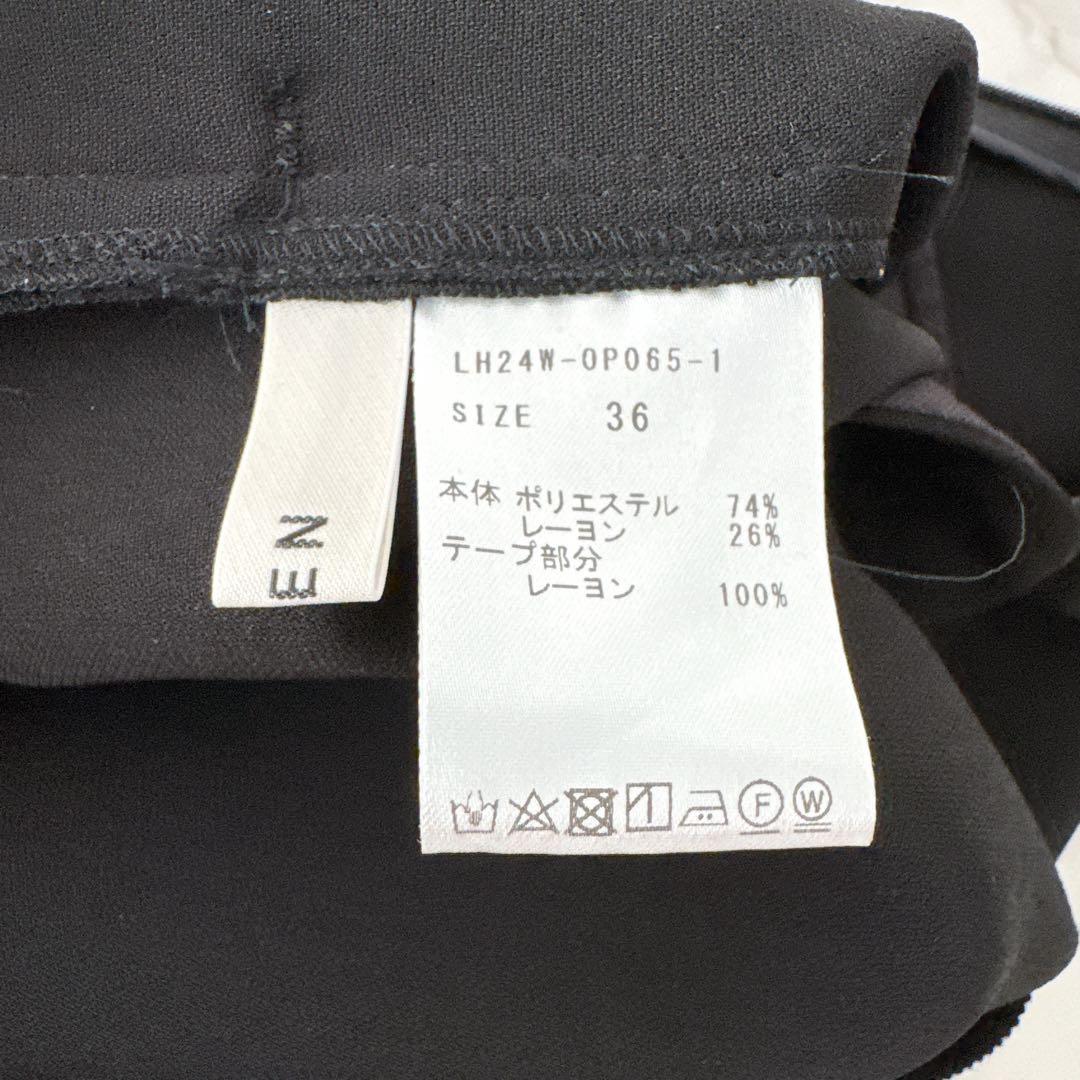 LH24W-OP065-1
SIZE 36
本体 ポリエステル 74%
レーヨン 26%
テープ部分
レーヨン 100%
F W
EN